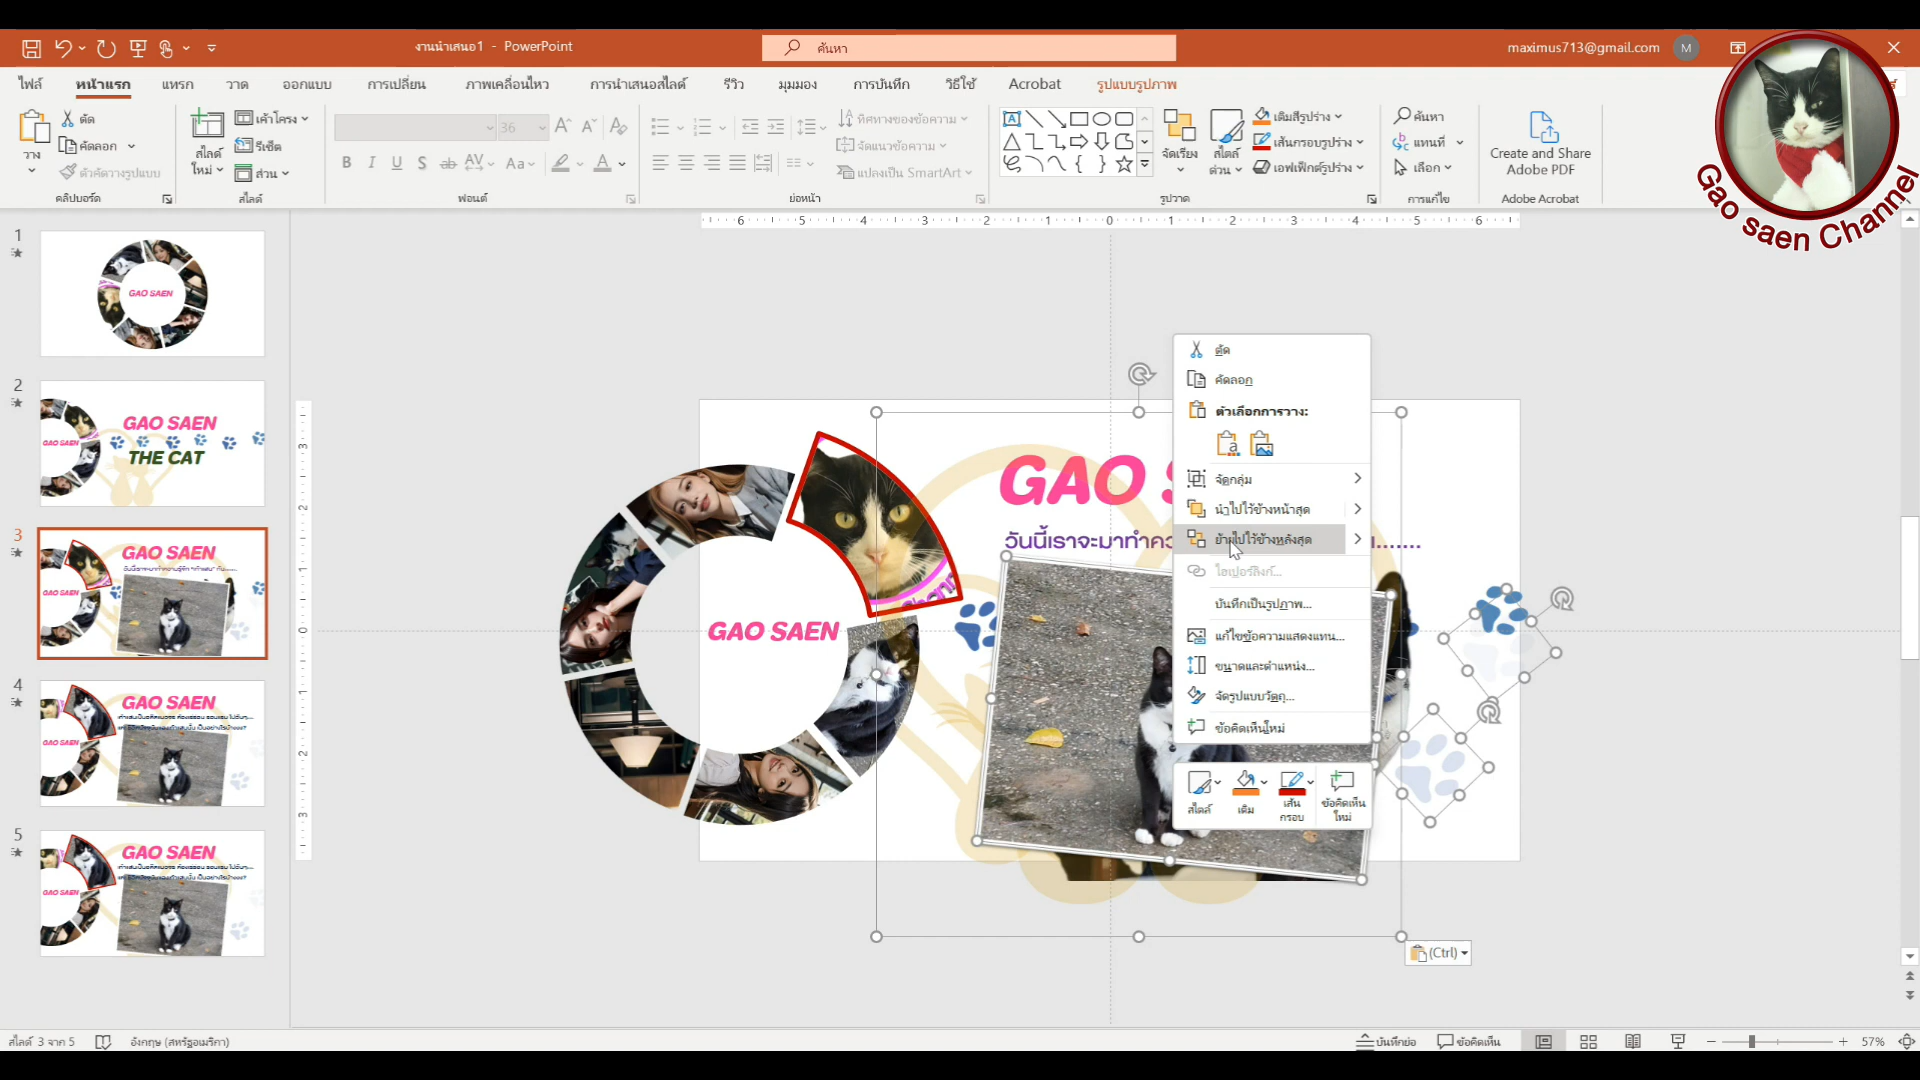 งานนำเสนอ1 - PowerPoint
ค้นหา
maximus713@gmail.com
M
ไฟล์ หน้าแรก แทรก วาด ออกแบบ การเปลี่ยน ภาพเคลื่อนไหว การนำเสนอสไลด์ รีวิว มุมมอง การบันทึก วิธีใช้ Acrobat รูปแบบรูปภาพ
วาง
ตัด
คัดลอก
ตัวคัดวางรูปแบบ
คลิปบอร์ด
สไลด์
ใหม่
เค้าโครง
รีเซ็ต
ส่วน
สไลด์
36
ฟอนต์
ทิศทางของข้อความ
จัดแนวข้อความ
แปลงเป็น SmartArt
ย่อหน้า
จัดเรียง
สไตล์
ด่วน
เติมสีรูปร่าง
เส้นกรอบรูปร่าง
เอฟเฟ็กต์รูปร่าง
รูปวาด
ค้นหา
แทนที่
เลือก
การแก้ไข
Create and Share
Adobe PDF
Adobe Acrobat
Gao saen Channel
1
GAO SAEN
2
GAO SAEN
THE CAT
GAO SAEN
3
GAO SAEN
GAO SAEN
4
GAO SAEN
GAO SAEN
5
GAO SAEN
GAO SAEN
GAO S
วันนี้เราจะมาทำคว
GAO SAEN
ตัด
คัดลอก
ตัวเลือกการวาง:
จัดกลุ่ม
นำไปไว้ข้างหน้าสุด
ย้ายไปไว้ข้างหลังสุด
ไฮเปอร์ลิงก์...
บันทึกเป็นรูปภาพ...
แก้ไขข้อความแสดงแทน...
ขนาดและตำแหน่ง...
จัดรูปแบบวัตถุ...
ข้อคิดเห็นใหม่
สไตล์
เติม
เส้น
กรอบ
ข้อคิดเห็น
ใหม่
(Ctrl)
สไลด์ 3 จาก 5
อังกฤษ (สหรัฐอเมริกา)
บันทึกย่อ
ข้อคิดเห็น
57%